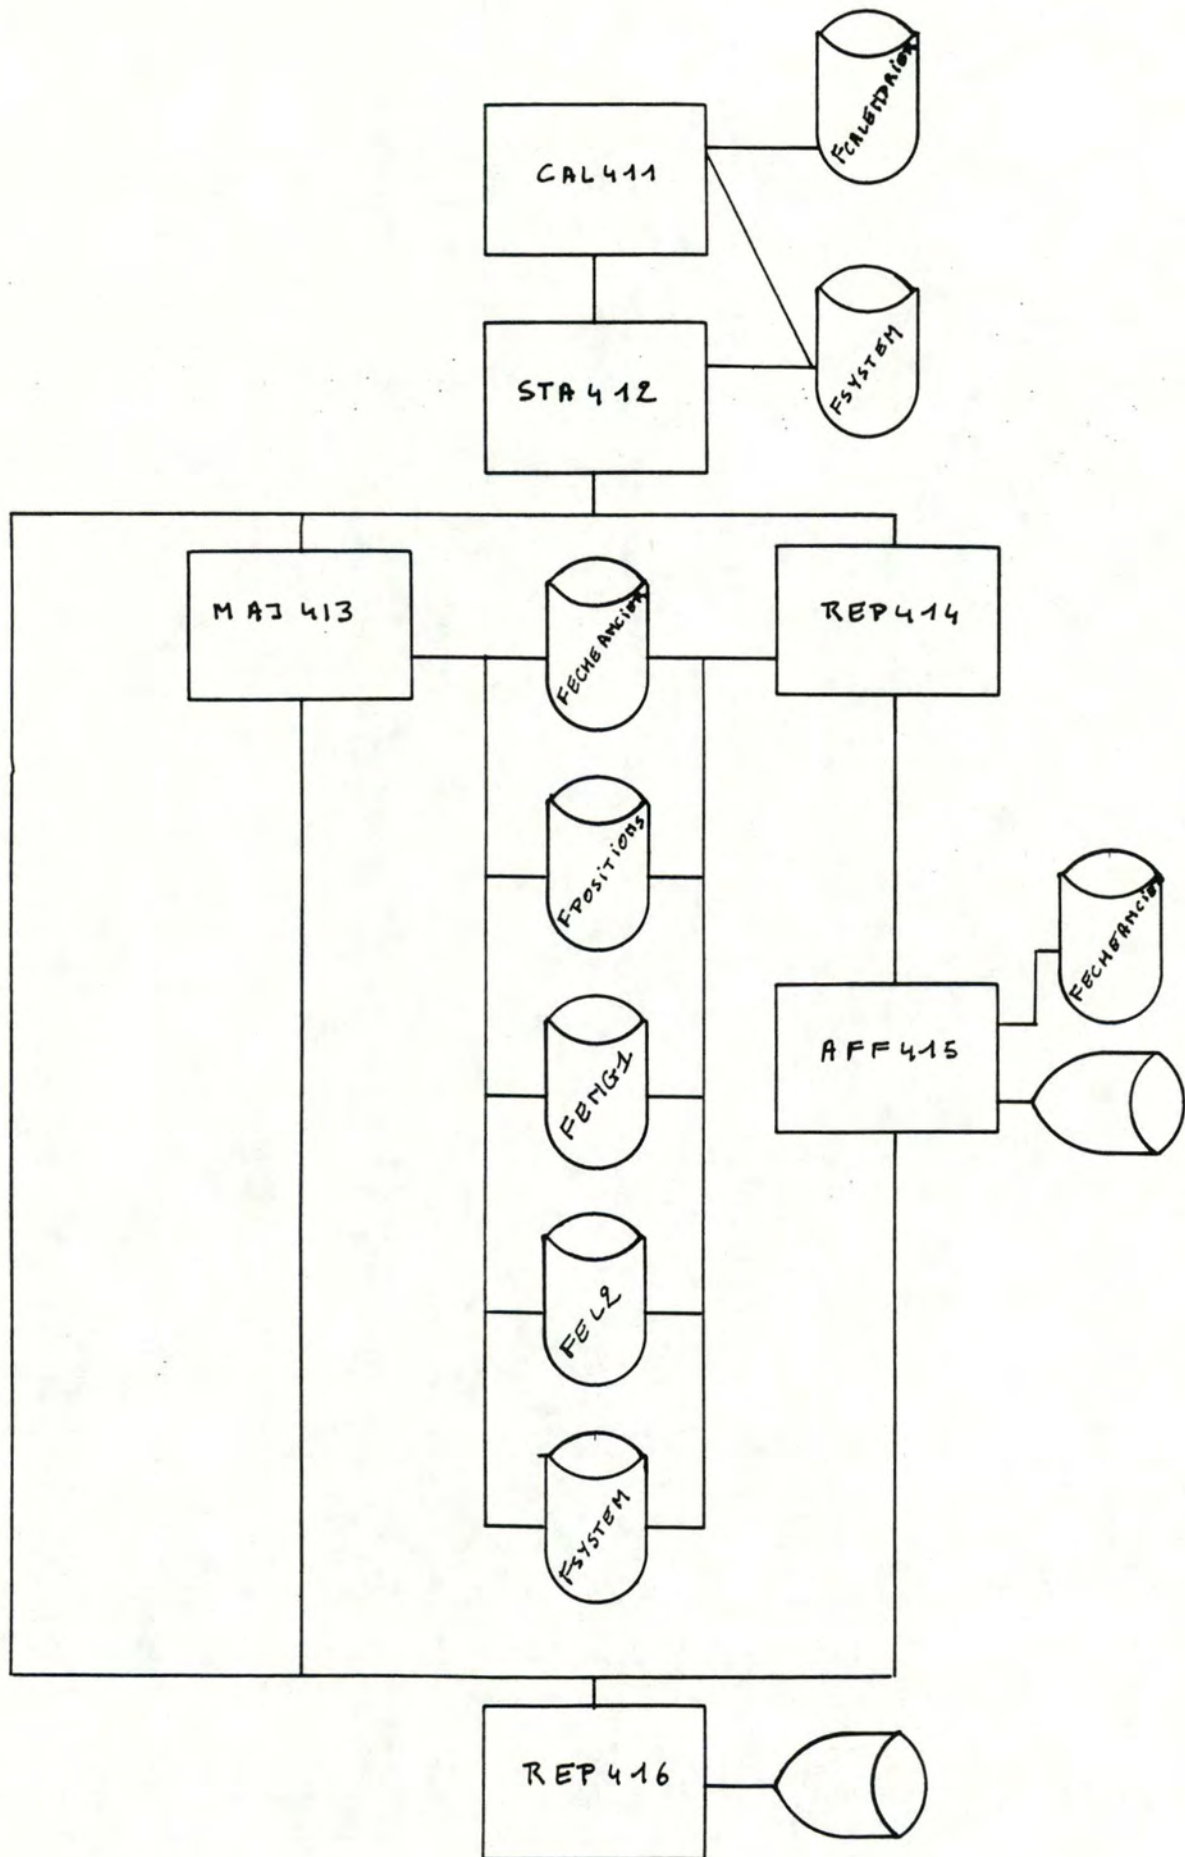 FCALENDRIER
CAL411
FSYSTEM
STA412
MAJ413
FECHEANCIER
REP414
FPOSITIONS
FECHEANCIER
FEMG1
AFF415
FEL2
FSYSTEM
REP416